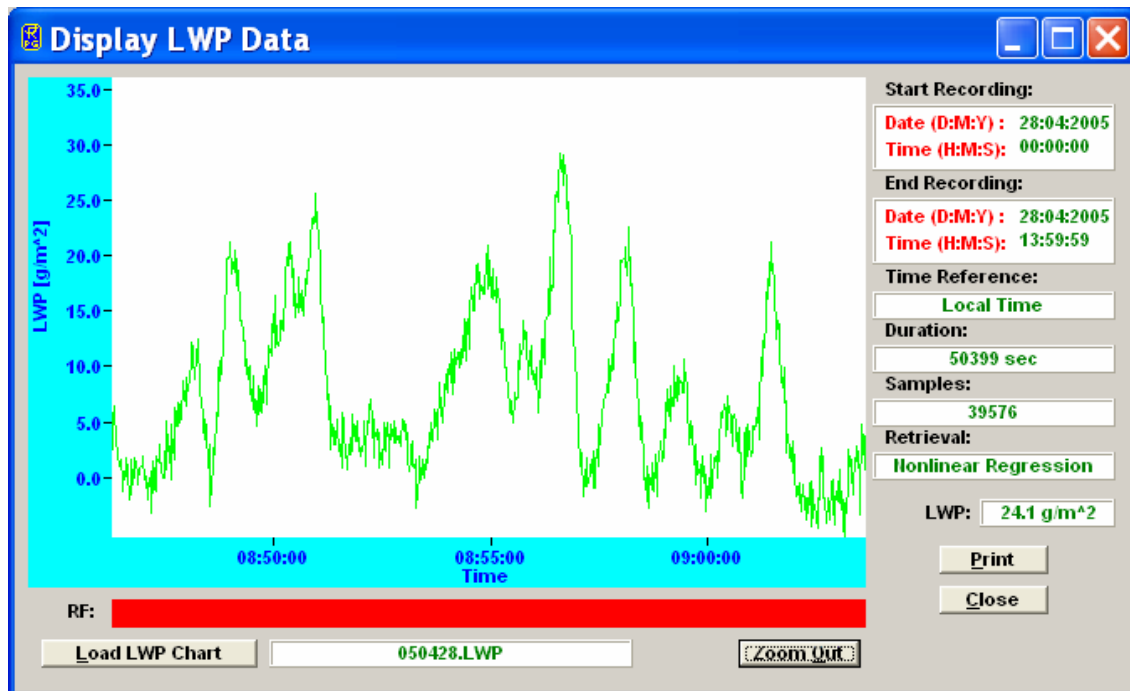 RPG
Display LWP Data
35.0
30.0
25.0
20.0
15.0
10.0
5.0
0.0
LWP [g/m^2]
08:50:00 08:55:00 09:00:00
Time
RF:
Load LWP Chart 050428.LWP Zoom Out
Start Recording:
Date (D:M:Y) : 28:04:2005
Time (H:M:S): 00:00:00
End Recording:
Date (D:M:Y) : 28:04:2005
Time (H:M:S): 13:59:59
Time Reference:
Local Time
Duration:
50399 sec
Samples:
39576
Retrieval:
Nonlinear Regression
LWP: 24.1 g/m^2
Print
Close